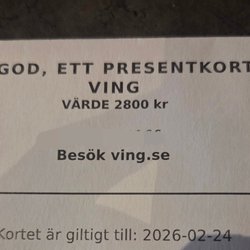 GOD, ETT PRESENTKORT
VING
VÄRDE 2800 kr
Besök ving.se
Kortet är giltigt till: 2026-02-24